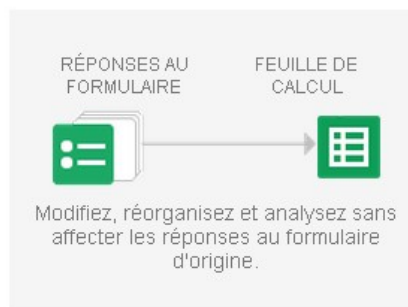 RÉPONSES AU
FORMULAIRE
FEUILLE DE
CALCUL
Modifiez, réorganisez et analysez sans
affecter les réponses au formulaire
d'origine.